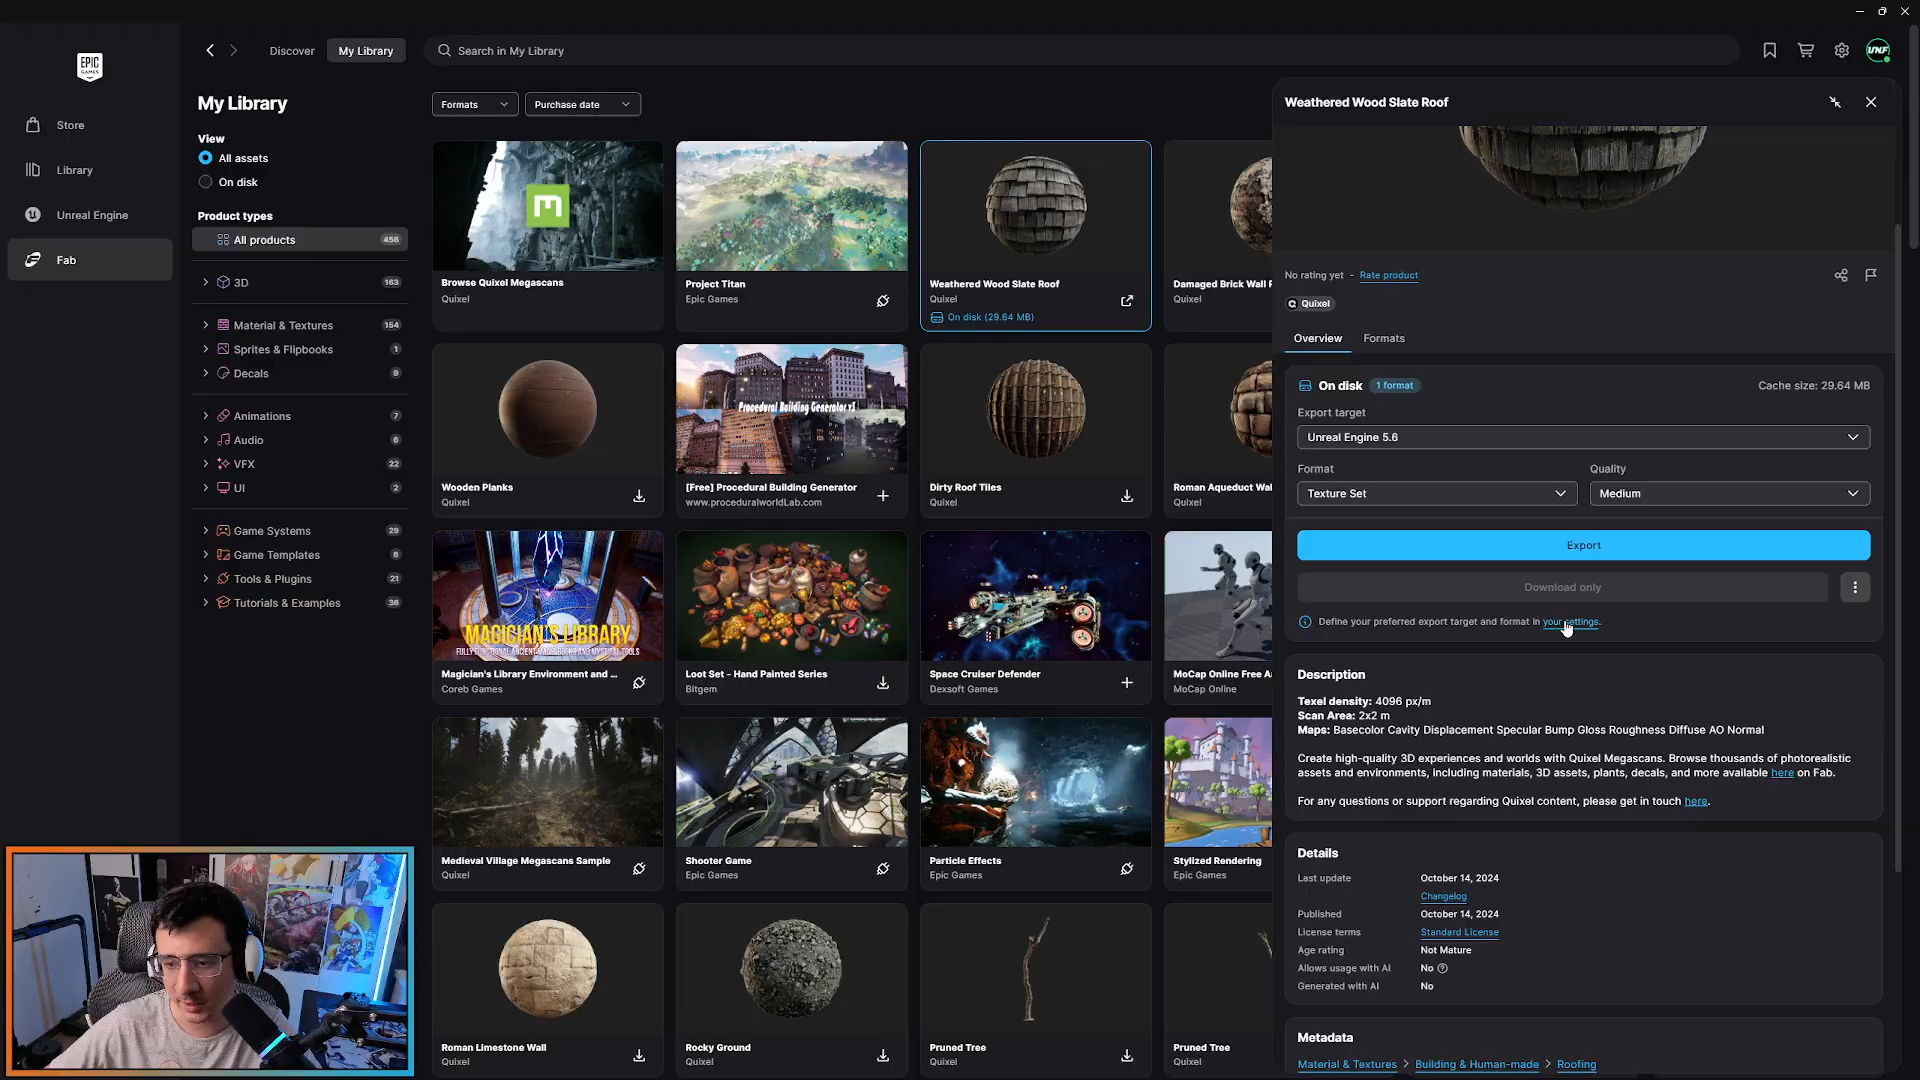 EPIC
GAMES
Store
Library
Unreal Engine
Fab
Discover
My Library
Search in My Library
UNF
My Library
View
All assets
On disk
Product types
All products 456
3D 163
Material & Textures 154
Sprites & Flipbooks 1
Decals 9
Animations 7
Audio 6
VFX 22
UI 2
Game Systems 29
Game Templates 6
Tools & Plugins 21
Tutorials & Examples 36
Formats
Purchase date
Browse Quixel Megascans
Quixel
Project Titan
Epic Games
Weathered Wood Slate Roof
Quixel
On disk (29.64 MB)
Damaged Brick Wall
Quixel
Wooden Planks
Quixel
Procedural Building Generator v3
[Free] Procedural Building Generator
www.proceduralworldLab.com
Dirty Roof Tiles
Quixel
Roman Aqueduct Wal
Quixel
MAGICIAN'S LIBRARY
FULLY FUNCTIONAL ANCIENT MAGIC BOOKS AND MYSTICAL TOOLS
Magician's Library Environment and ...
Coreb Games
Loot Set - Hand Painted Series
Bitgem
Space Cruiser Defender
Dexsoft Games
MoCap Online Free A
MoCap Online
Medieval Village Megascans Sample
Quixel
Shooter Game
Epic Games
Particle Effects
Epic Games
Stylized Rendering
Epic Games
Roman Limestone Wall
Quixel
Rocky Ground
Quixel
Pruned Tree
Quixel
Pruned Tree
Quixel
Weathered Wood Slate Roof
No rating yet - Rate product
Quixel
Overview
Formats
On disk 1 format
Cache size: 29.64 MB
Export target
Unreal Engine 5.6
Format
Quality
Texture Set
Medium
Export
Download only
Define your preferred export target and format in your settings.
Description
Texel density: 4096 px/m
Scan Area: 2x2 m
Maps: Basecolor Cavity Displacement Specular Bump Gloss Roughness Diffuse AO Normal
Create high-quality 3D experiences and worlds with Quixel Megascans. Browse thousands of photorealistic
assets and environments, including materials, 3D assets, plants, decals, and more available here on Fab.
For any questions or support regarding Quixel content, please get in touch here.
Details
Last update October 14, 2024
Changelog
Published October 14, 2024
License terms Standard License
Age rating Not Mature
Allows usage with AI No
Generated with AI No
Metadata
Material & Textures > Building & Human-made > Roofing